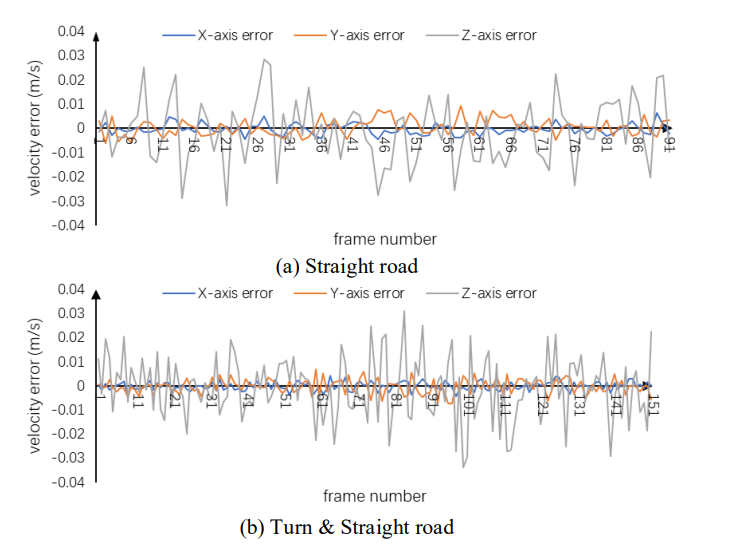 0.04
X-axis error Y-axis error Z-axis error
0.03
0.02
0.01
0
-0.01
-0.02
-0.03
-0.04
velocity error (m/s)
1 6 11 16 21 26 31 36 41 46 51 56 61 66 71 76 81 86 91
frame number
(a) Straight road
0.04
X-axis error Y-axis error Z-axis error
0.03
0.02
0.01
0
-0.01
-0.02
-0.03
-0.04
velocity error (m/s)
1 11 21 31 41 51 61 71 81 91 101 111 121 131 141 151
frame number
(b) Turn & Straight road